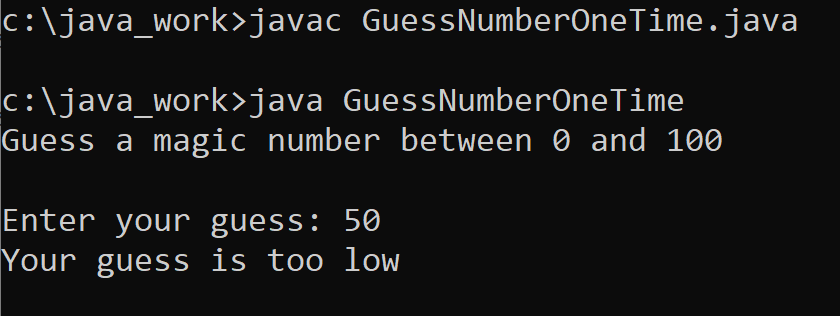 c:\java_work>javac GuessNumberOneTime.java
c:\java_work>java GuessNumberOneTime
Guess a magic number between 0 and 100
Enter your guess: 50
Your guess is too low